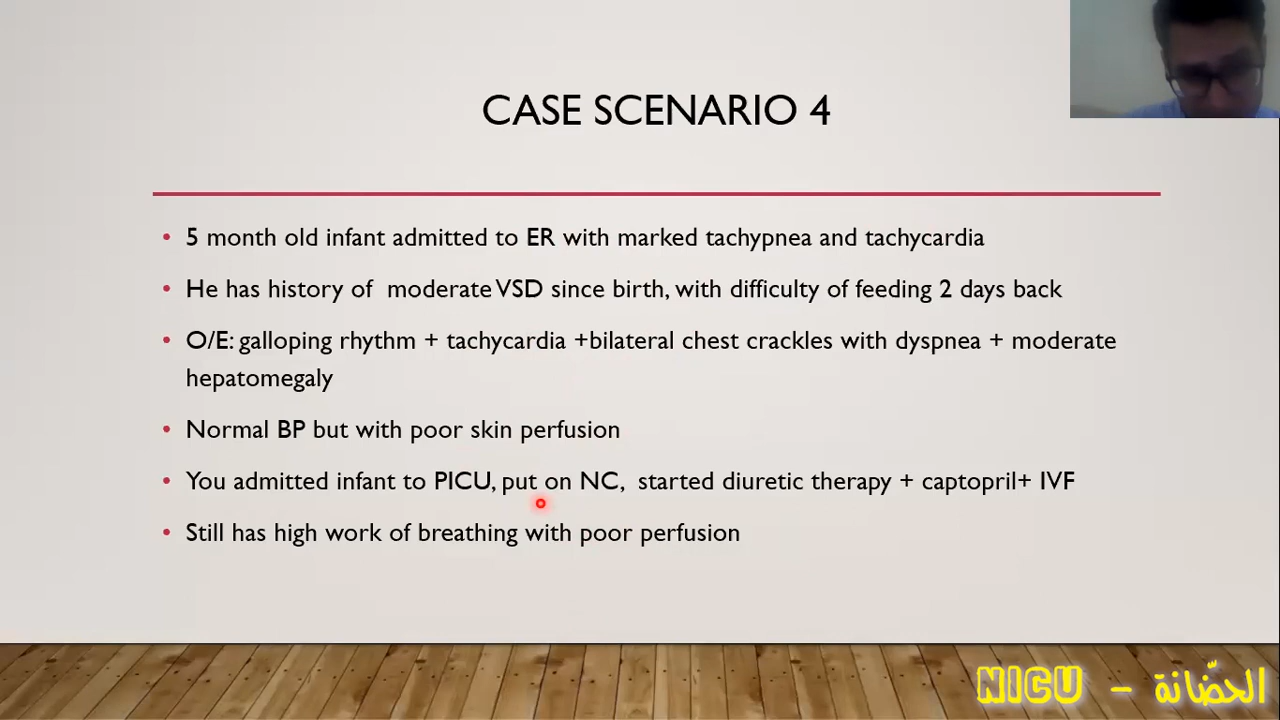 CASE SCENARIO 4
• 5 month old infant admitted to ER with marked tachypnea and tachycardia
• He has history of  moderate VSD since birth, with difficulty of feeding 2 days back
• O/E: galloping rhythm + tachycardia +bilateral chest crackles with dyspnea + moderate
hepatomegaly
• Normal BP but with poor skin perfusion
• You admitted infant to PICU, put on NC,  started diuretic therapy + captopril+ IVF
• Still has high work of breathing with poor perfusion
NICU - الحضّانة